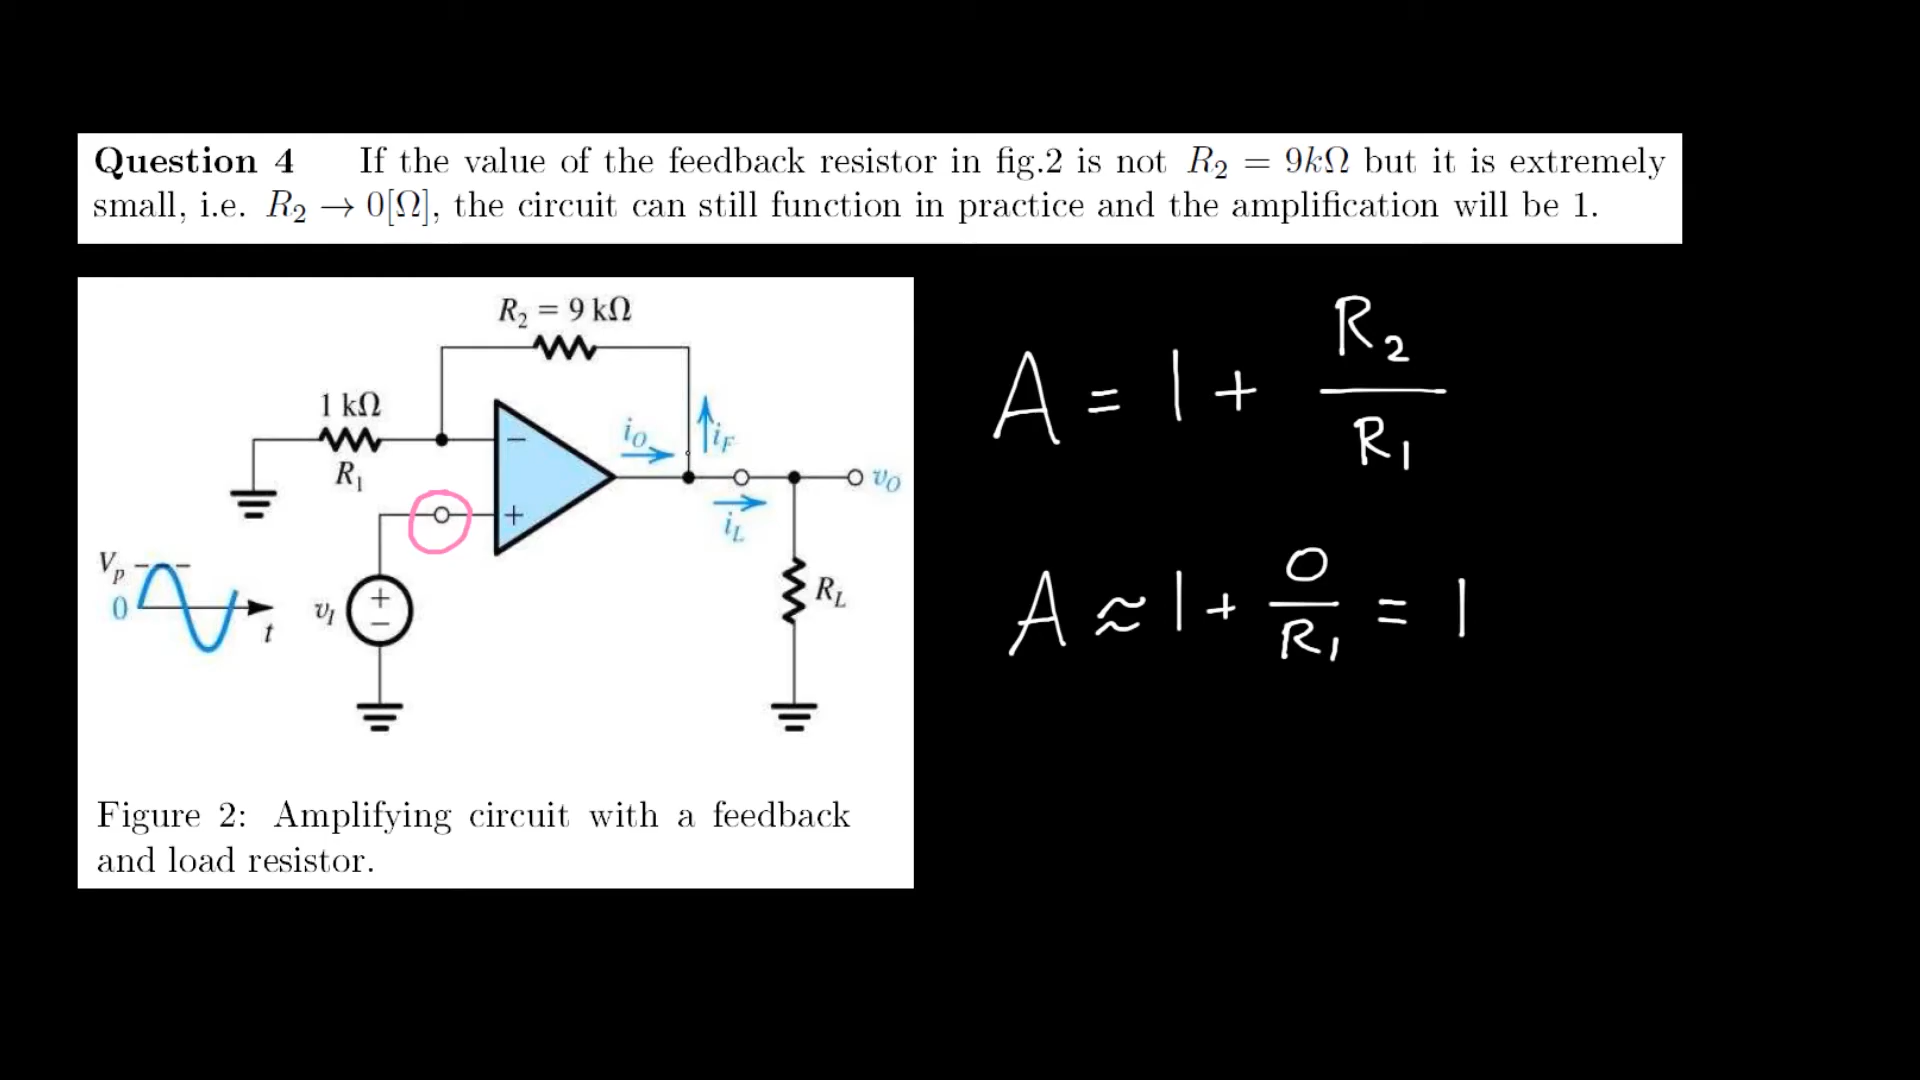 Question 4 If the value of the feedback resistor in fig.2 is not R₂ = 9kΩ but it is extremely
small, i.e. R₂ → 0[Ω], the circuit can still function in practice and the amplification will be 1.
R₂ = 9 kΩ
1 kΩ
R₁
−
+
i_O
i_F
i_L
v_O
V_p
0
t
v_I
+
−
R_L
Figure 2: Amplifying circuit with a feedback
and load resistor.
A = 1 + R₂/R₁
A ≈ 1 + 0/R₁ = 1